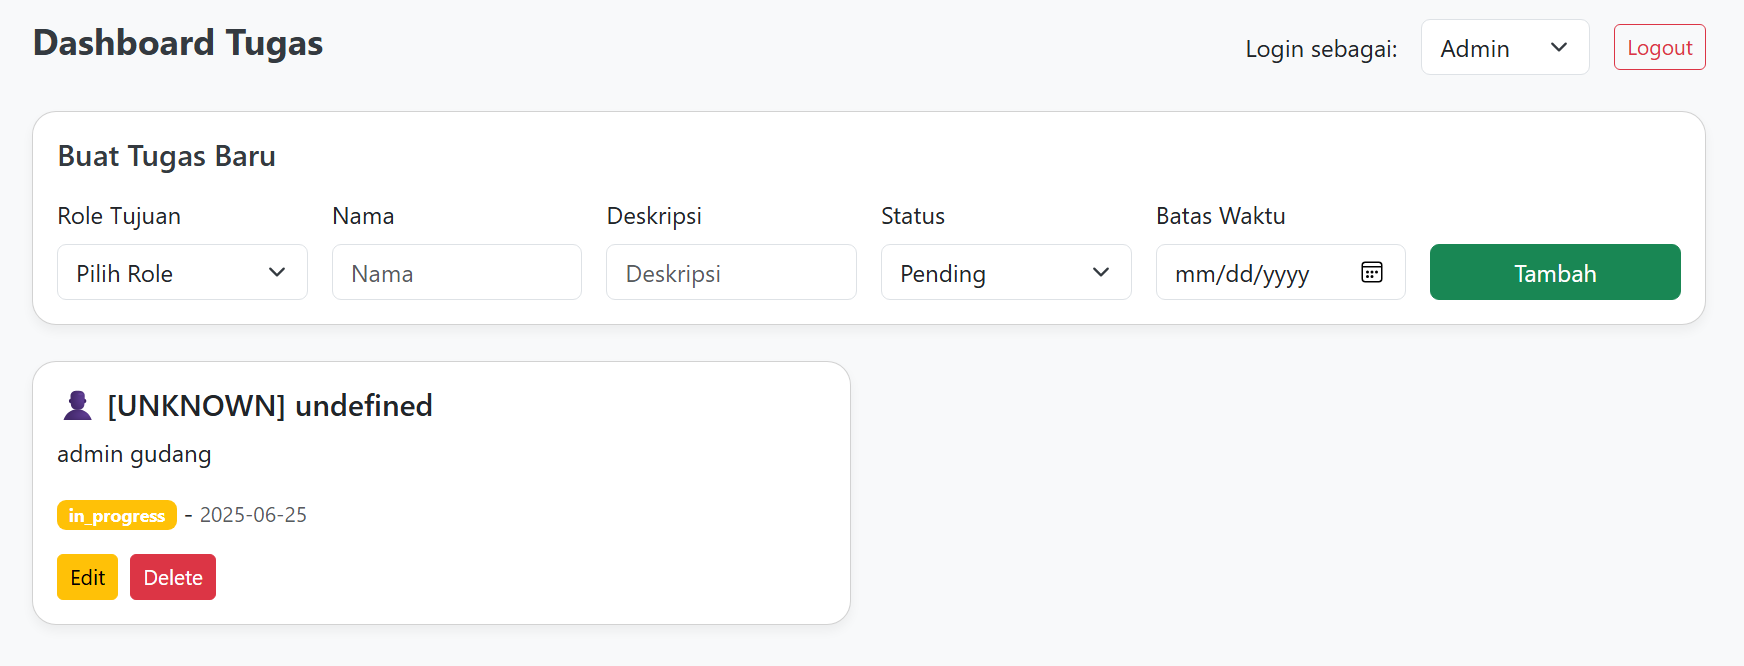 Dashboard Tugas
Login sebagai: Admin Logout
Buat Tugas Baru
Role Tujuan Nama Deskripsi Status Batas Waktu
Pilih Role Nama Deskripsi Pending mm/dd/yyyy Tambah
[UNKNOWN] undefined
admin gudang
in_progress - 2025-06-25
Edit Delete